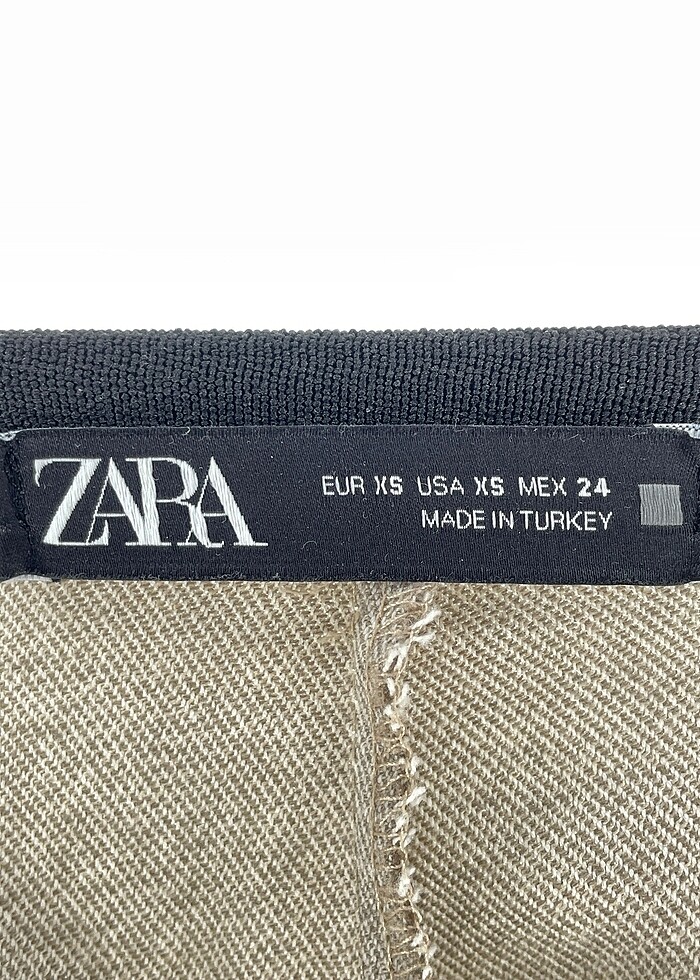 ZARA
EUR XS USA XS MEX 24
MADE IN TURKEY